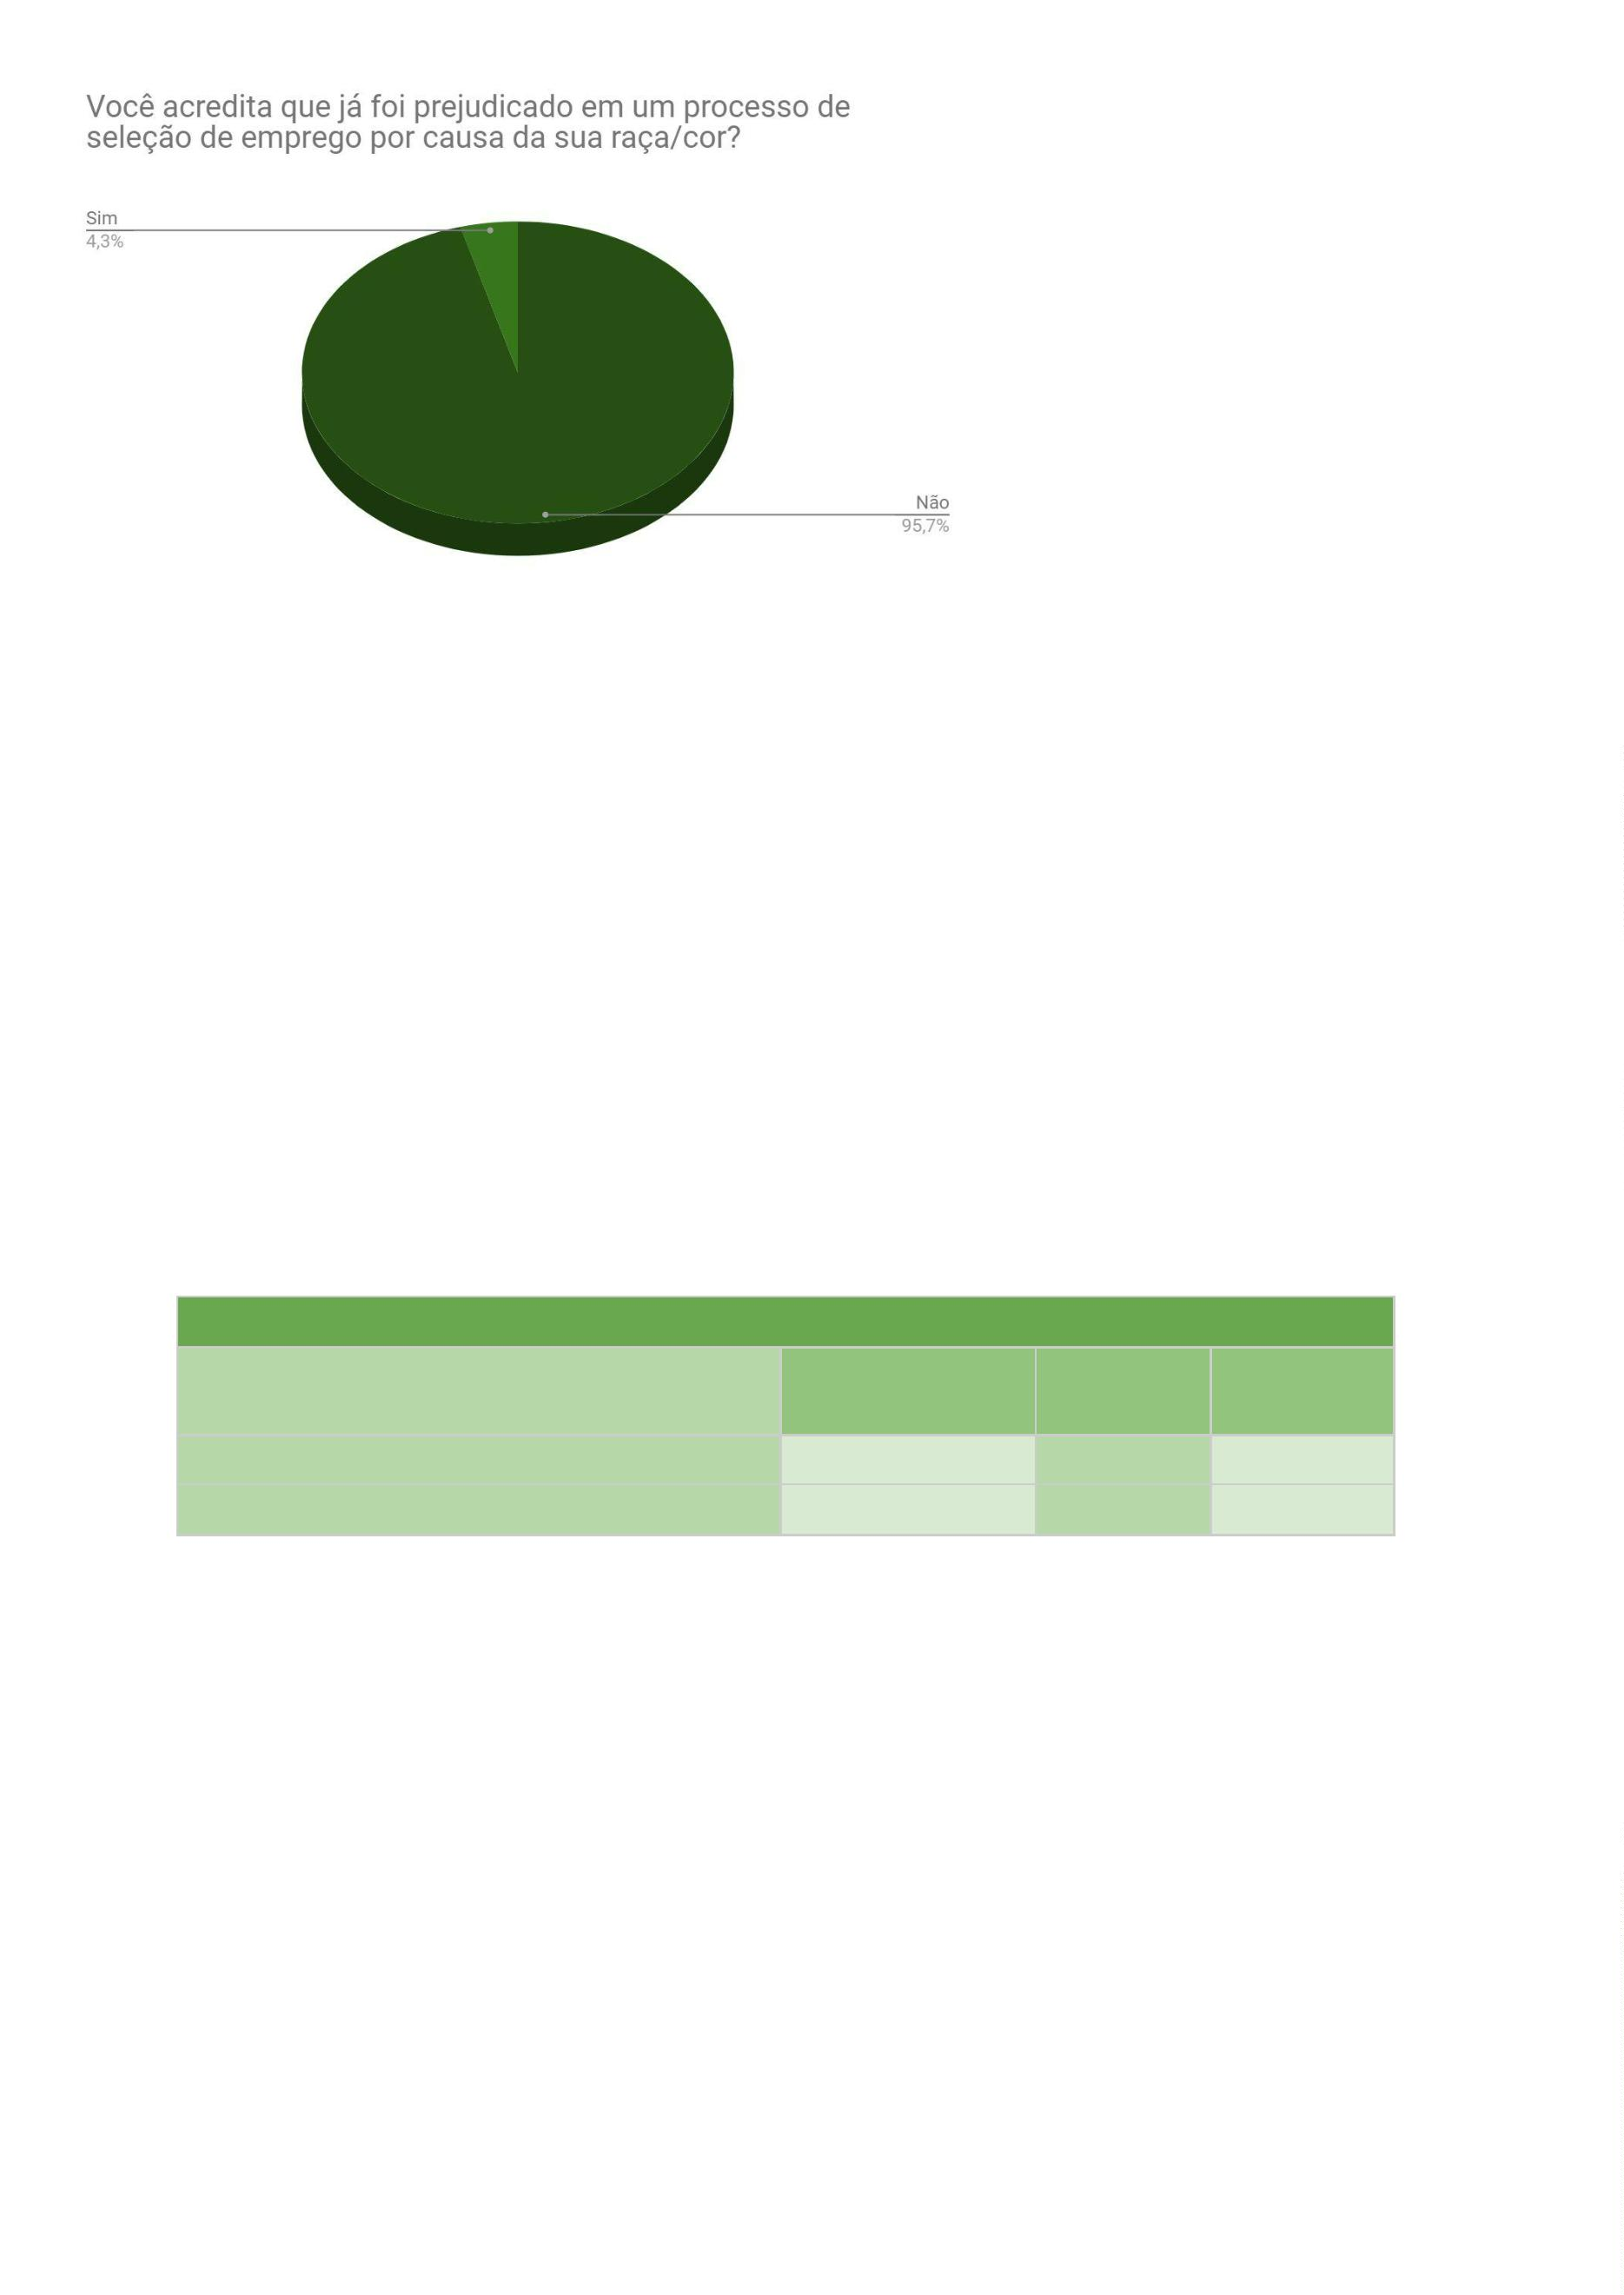 Você acredita que já foi prejudicado em um processo de
seleção de emprego por causa da sua raça/cor?
Sim
4,3%
Não
95,7%